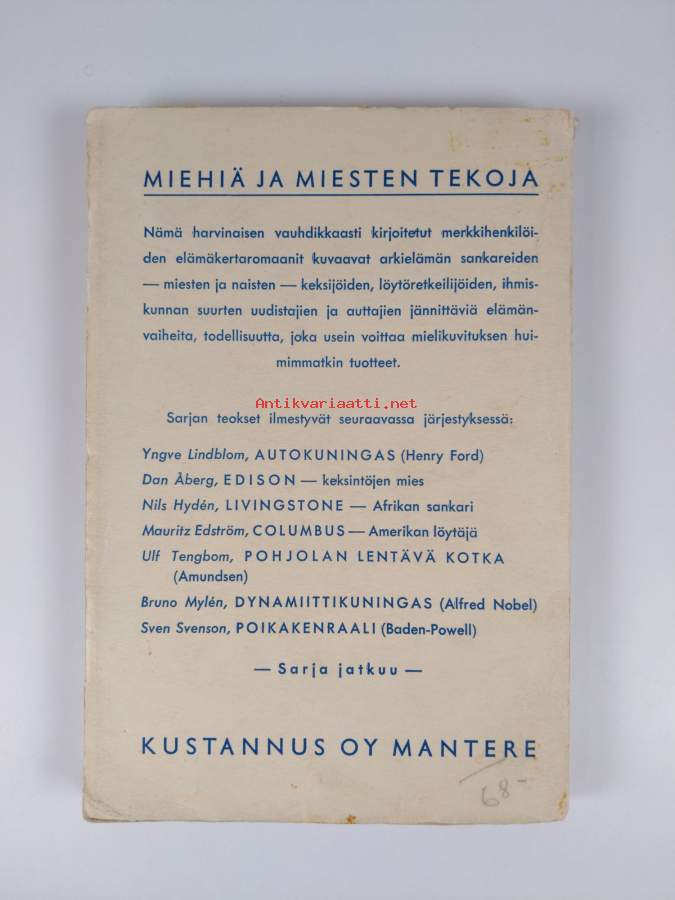 MIEHIÄ JA MIESTEN TEKOJA
Nämä harvinaisen vauhdikkaasti kirjoitetut merkkihenkilöi-
den elämäkertaromaanit kuvaavat arkielämän sankareiden
— miesten ja naisten — keksijöiden, löytöretkeilijöiden, ihmis-
kunnan suurten uudistajien ja auttajien jännittäviä elämän-
vaiheita, todellisuutta, joka usein voittaa mielikuvituksen hui-
mimmatkin tuotteet.
Antikvariaatti.net
Sarjan teokset ilmestyvät seuraavassa järjestyksessä:
Yngve Lindblom, AUTOKUNINGAS (Henry Ford)
Dan Åberg, EDISON — keksintöjen mies
Nils Hydén, LIVINGSTONE — Afrikan sankari
Mauritz Edström, COLUMBUS — Amerikan löytäjä
Ulf Tengbom, POHJOLAN LENTÄVÄ KOTKA
(Amundsen)
Bruno Mylén, DYNAMIITTIKUNINGAS (Alfred Nobel)
Sven Svenson, POIKAKENRAALI (Baden-Powell)
— Sarja jatkuu —
KUSTANNUS OY MANTERE
68-